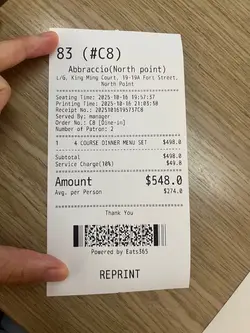 83 (#C8)
Abbraccio(North point)
L/G. King Ming Court, 19-19A Fort Street,
North Point
Seating Time: 2025-10-16 19:57:37
Printing Time: 2025-10-16 21:03:38
Receipt No.: 20251016195737C8
Served By: manager
Order No.: C8 [Dine-in]
Number of Patron: 2
1 4 COURSE DINNER MENU SET $498.0
Subtotal $498.0
Service Charge(10%) $49.8
Amount $548.0
Avg. per Person $274.0
Thank You
Powered by Eats365
REPRINT